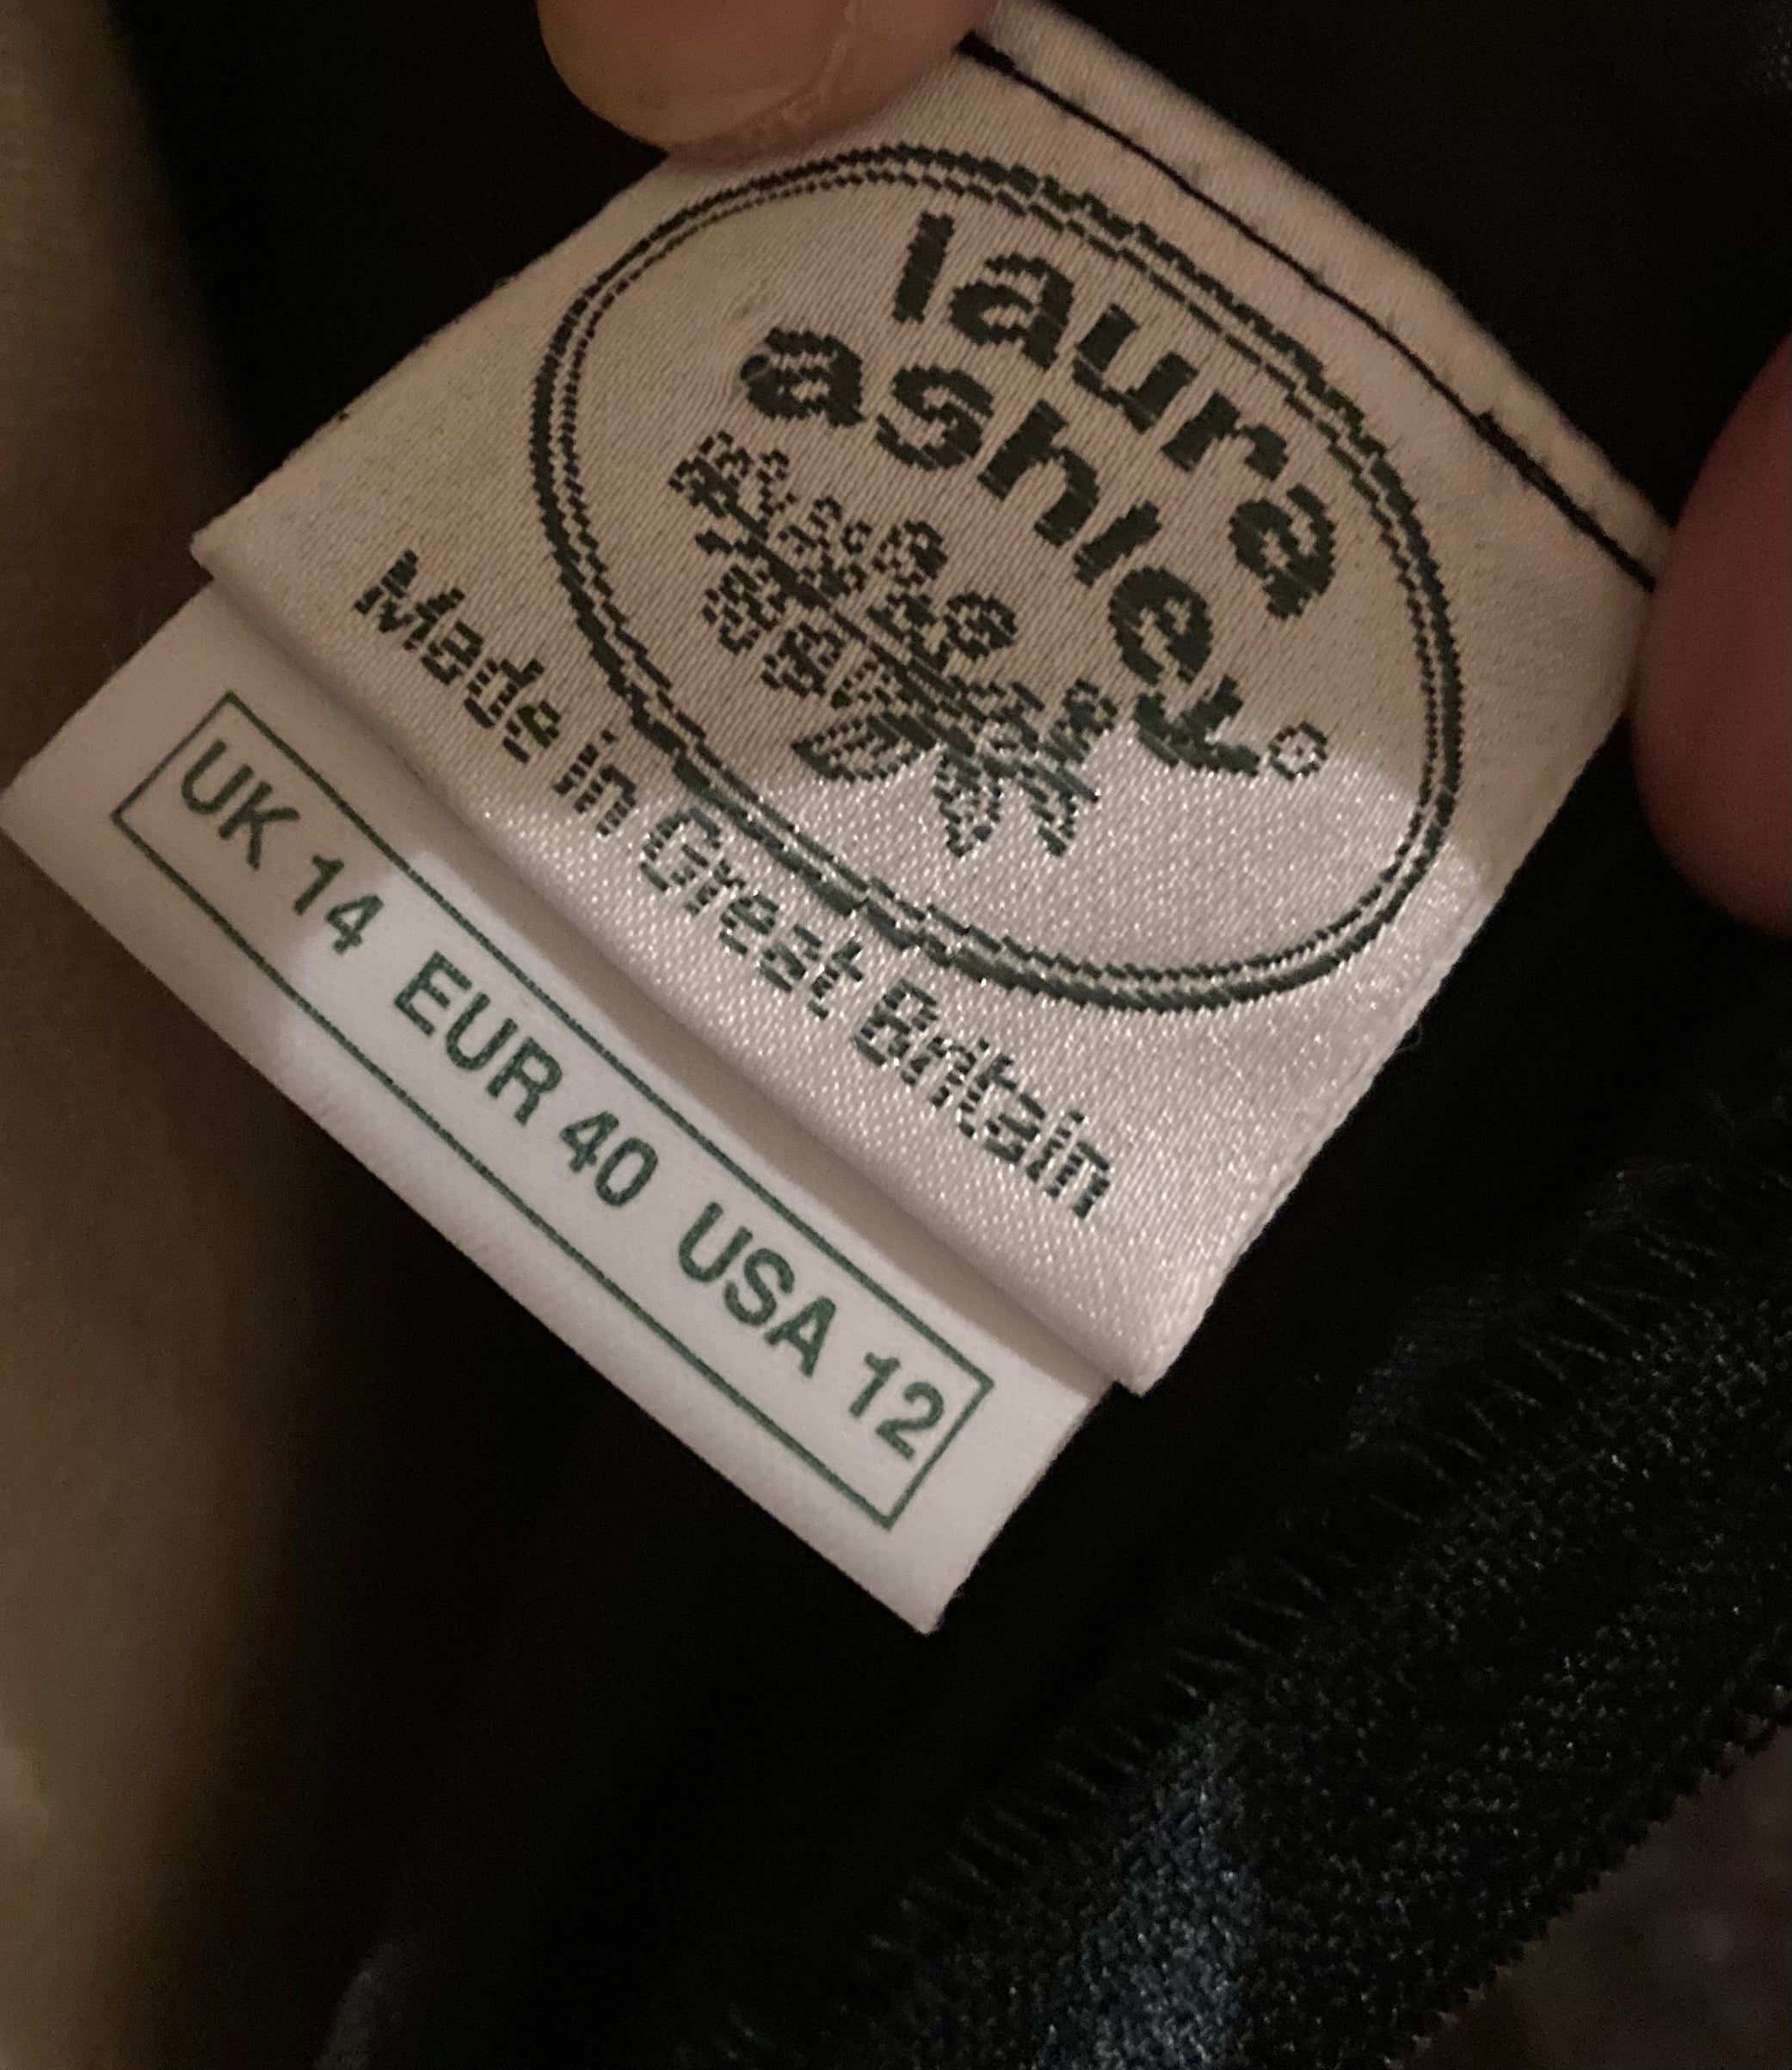 laura
ashley®
Made in Great Britain
UK 14 EUR 40 USA 12